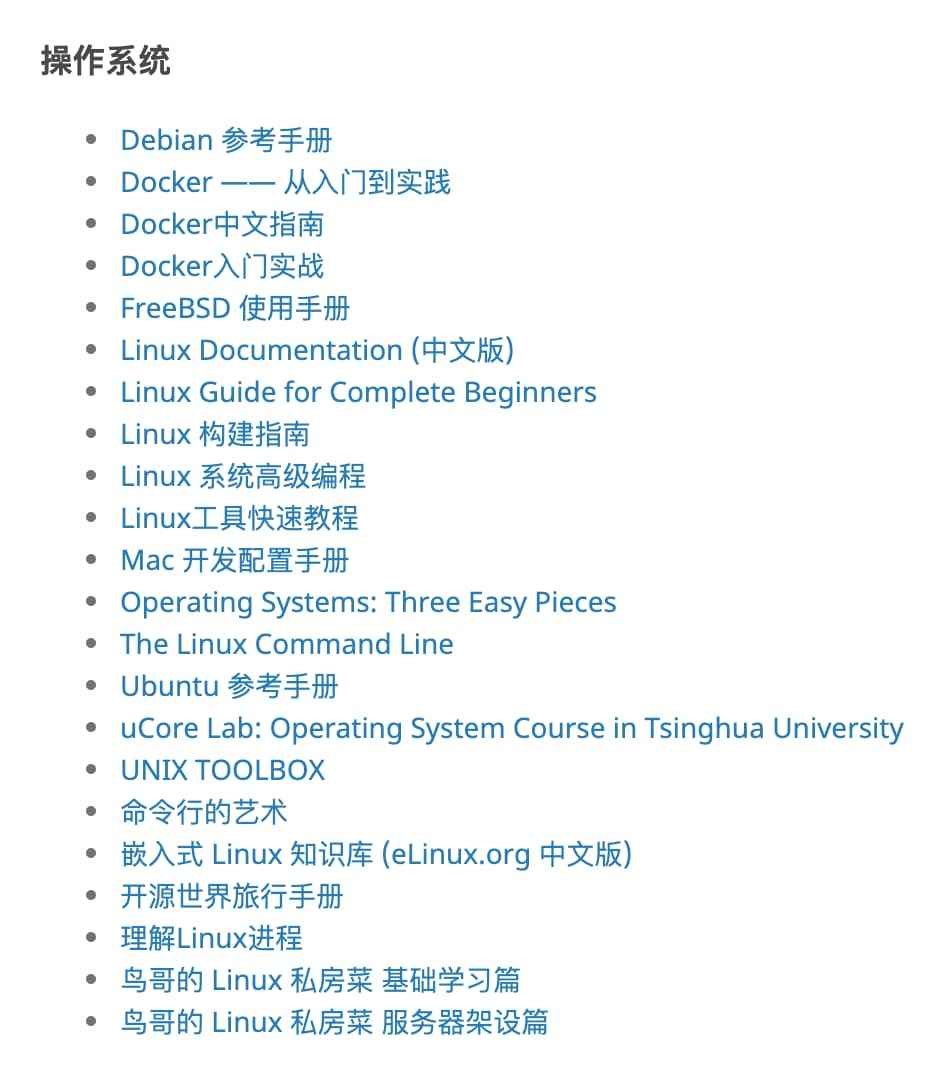 操作系统
Debian 参考手册
Docker —— 从入门到实践
Docker中文指南
Docker入门实战
FreeBSD 使用手册
Linux Documentation (中文版)
Linux Guide for Complete Beginners
Linux 构建指南
Linux 系统高级编程
Linux工具快速教程
Mac 开发配置手册
Operating Systems: Three Easy Pieces
The Linux Command Line
Ubuntu 参考手册
uCore Lab: Operating System Course in Tsinghua University
UNIX TOOLBOX
命令行的艺术
嵌入式 Linux 知识库 (eLinux.org 中文版)
开源世界旅行手册
理解Linux进程
鸟哥的 Linux 私房菜 基础学习篇
鸟哥的 Linux 私房菜 服务器架设篇